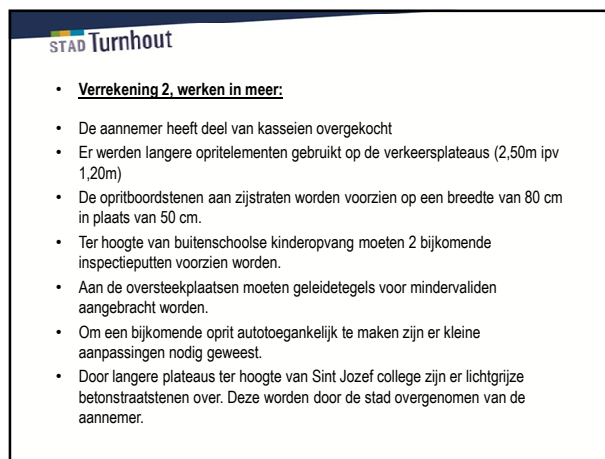 STAD Turnhout
• Verrekening 2, werken in meer:
• De aannemer heeft deel van kasseien overgekocht
• Er werden langere opritelementen gebruikt op de verkeersplateaus (2,50m ipv
1,20m)
• De opritboordstenen aan zijstraten worden voorzien op een breedte van 80 cm
in plaats van 50 cm.
• Ter hoogte van buitenschoolse kinderopvang moeten 2 bijkomende
inspectieputten voorzien worden.
• Aan de oversteekplaatsen moeten geleidetegels voor mindervaliden
aangebracht worden.
• Om een bijkomende oprit autotoegankelijk te maken zijn er kleine
aanpassingen nodig geweest.
• Door langere plateaus ter hoogte van Sint Jozef college zijn er lichtgrijze
betonstraatstenen over. Deze worden door de stad overgenomen van de
aannemer.